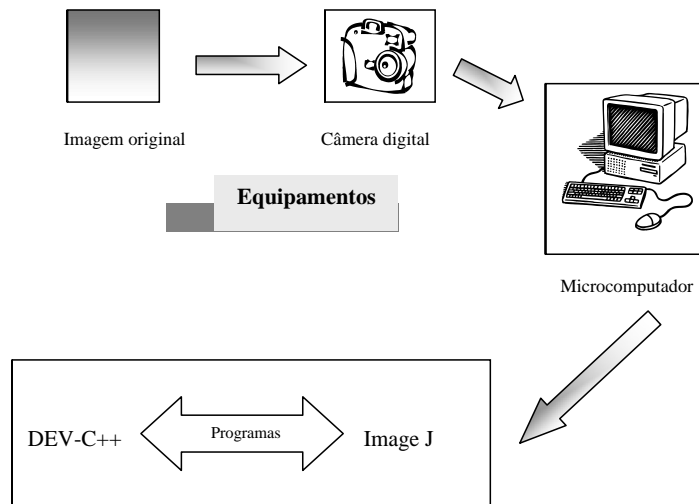 Imagem original
Câmera digital
Equipamentos
Microcomputador
DEV-C++
Programas
Image J